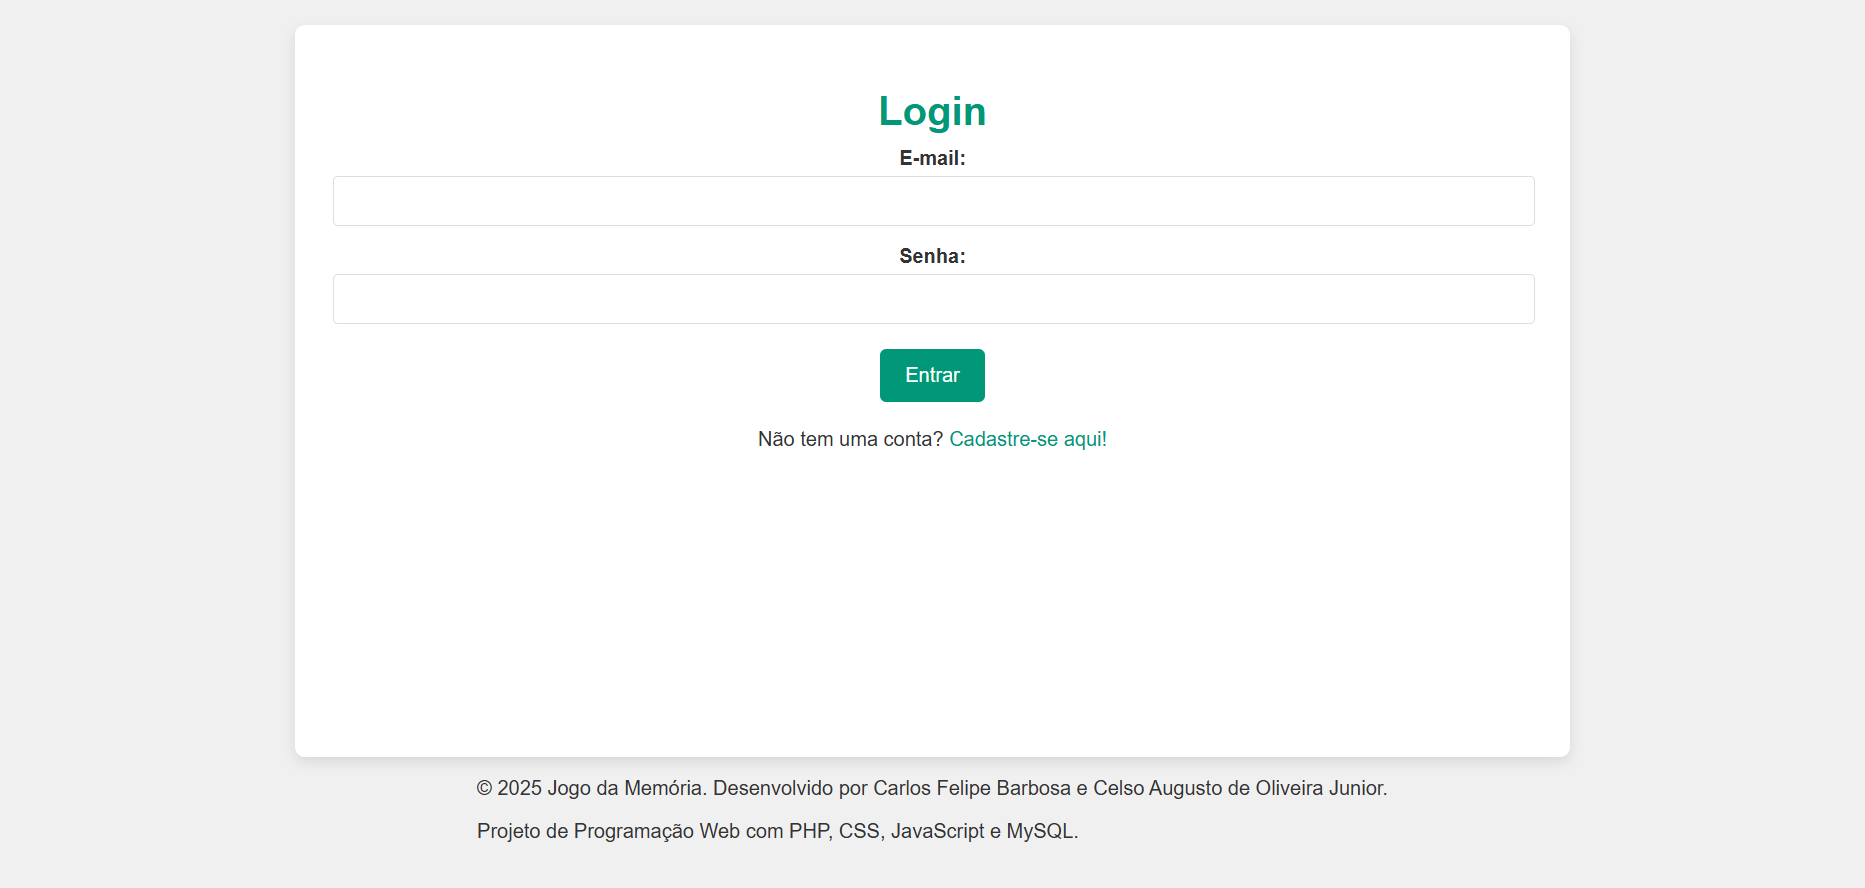 Login
E-mail:
Senha:
Entrar
Não tem uma conta? Cadastre-se aqui!
© 2025 Jogo da Memória. Desenvolvido por Carlos Felipe Barbosa e Celso Augusto de Oliveira Junior.
Projeto de Programação Web com PHP, CSS, JavaScript e MySQL.